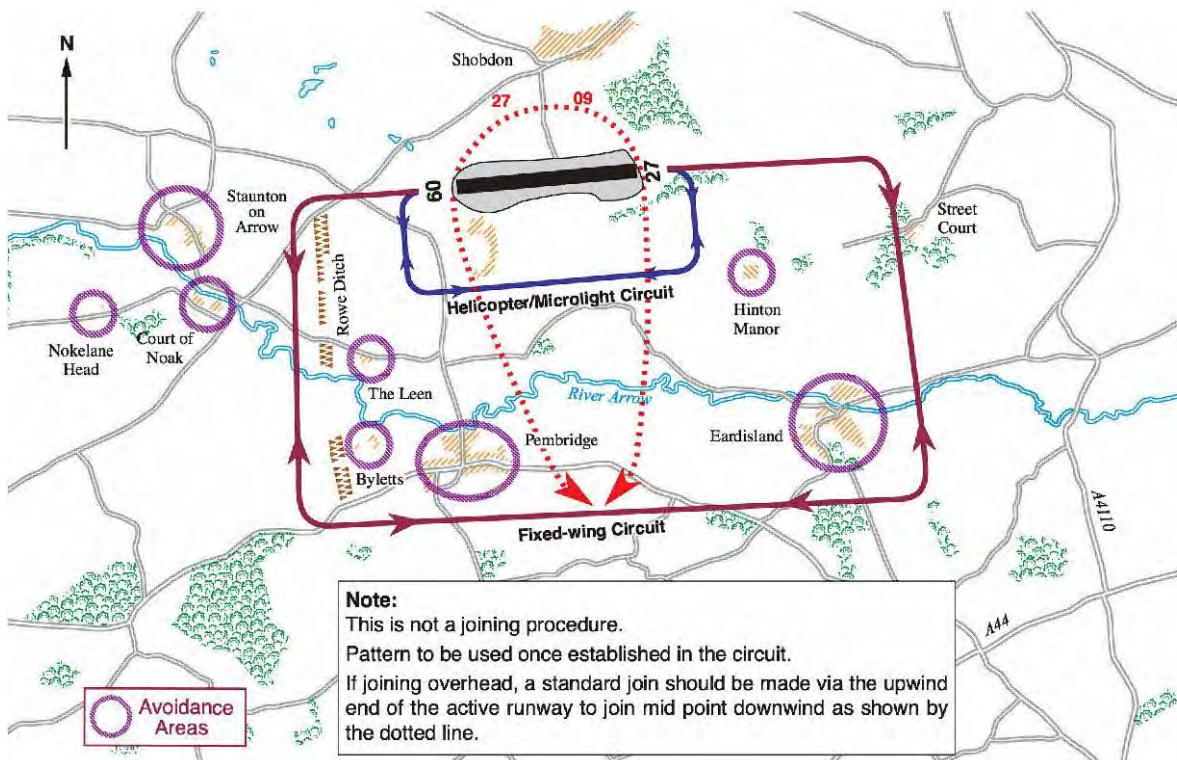 N
Shobdon
27
09
Staunton
on
Arrow
09
27
Street
Court
Rowe Ditch
Helicopter/Microlight Circuit
Hinton
Manor
Nokelane
Head
Court of
Noak
The Leen
River Arrow
Eardisland
Pembridge
Byletts
A4110
Fixed-wing Circuit
A44
Note:
This is not a joining procedure.
Pattern to be used once established in the circuit.
If joining overhead, a standard join should be made via the upwind
end of the active runway to join mid point downwind as shown by
the dotted line.
Avoidance
Areas